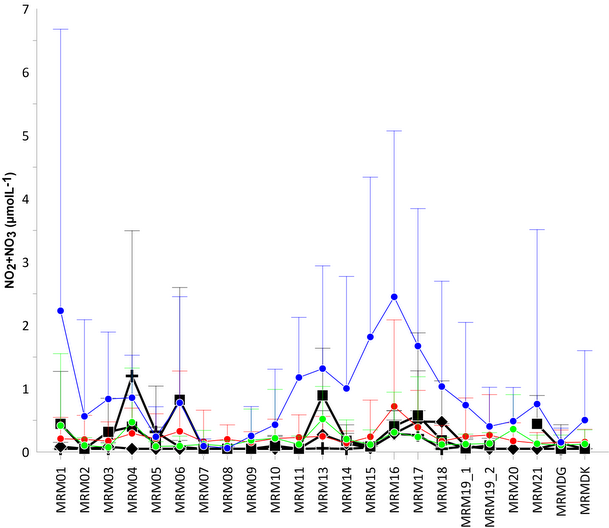 7
6
5
4
3
2
1
0
NO2+NO3 (µmolL-1)
MRM01
MRM02
MRM03
MRM04
MRM05
MRM06
MRM07
MRM08
MRM09
MRM10
MRM11
MRM13
MRM14
MRM15
MRM16
MRM17
MRM18
MRM19_1
MRM19_2
MRM20
MRM21
MRMDG
MRMDK